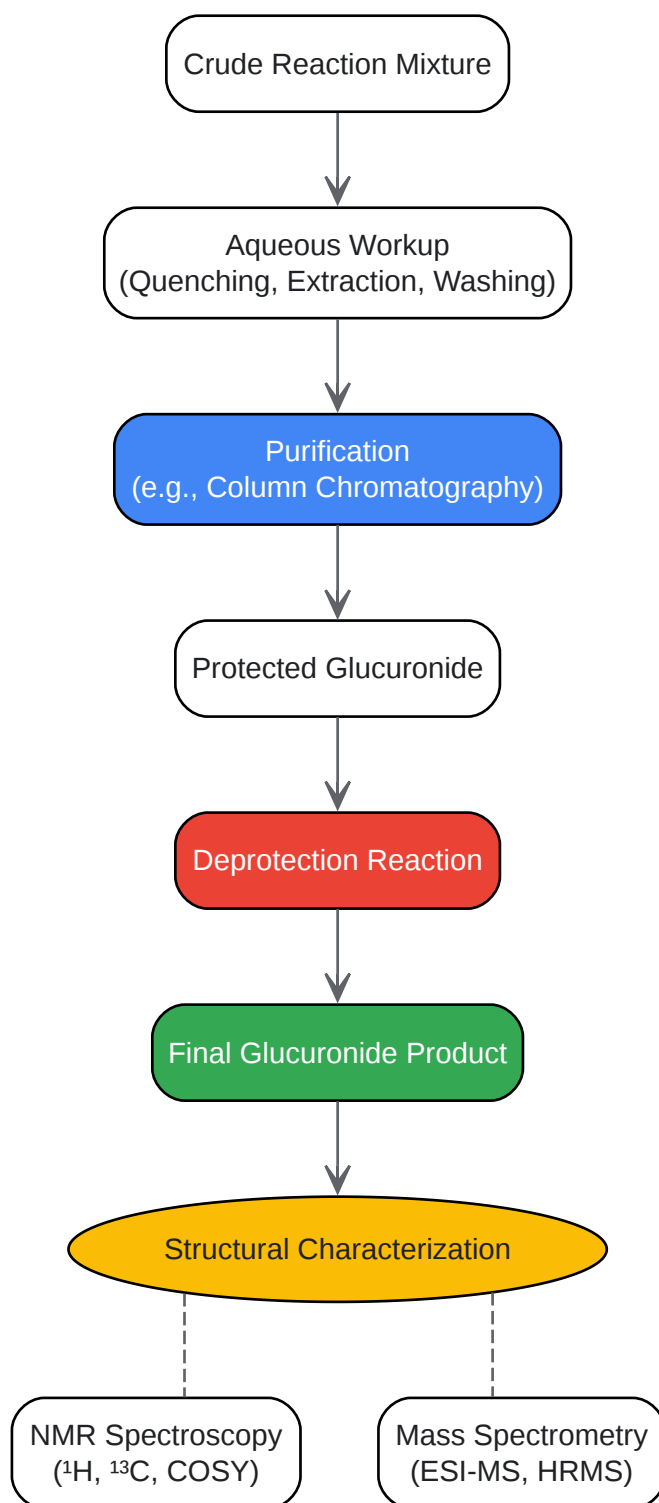 Crude Reaction Mixture
Aqueous Workup
(Quenching, Extraction, Washing)
Purification
(e.g., Column Chromatography)
Protected Glucuronide
Deprotection Reaction
Final Glucuronide Product
Structural Characterization
NMR Spectroscopy
(¹H, ¹³C, COSY)
Mass Spectrometry
(ESI-MS, HRMS)